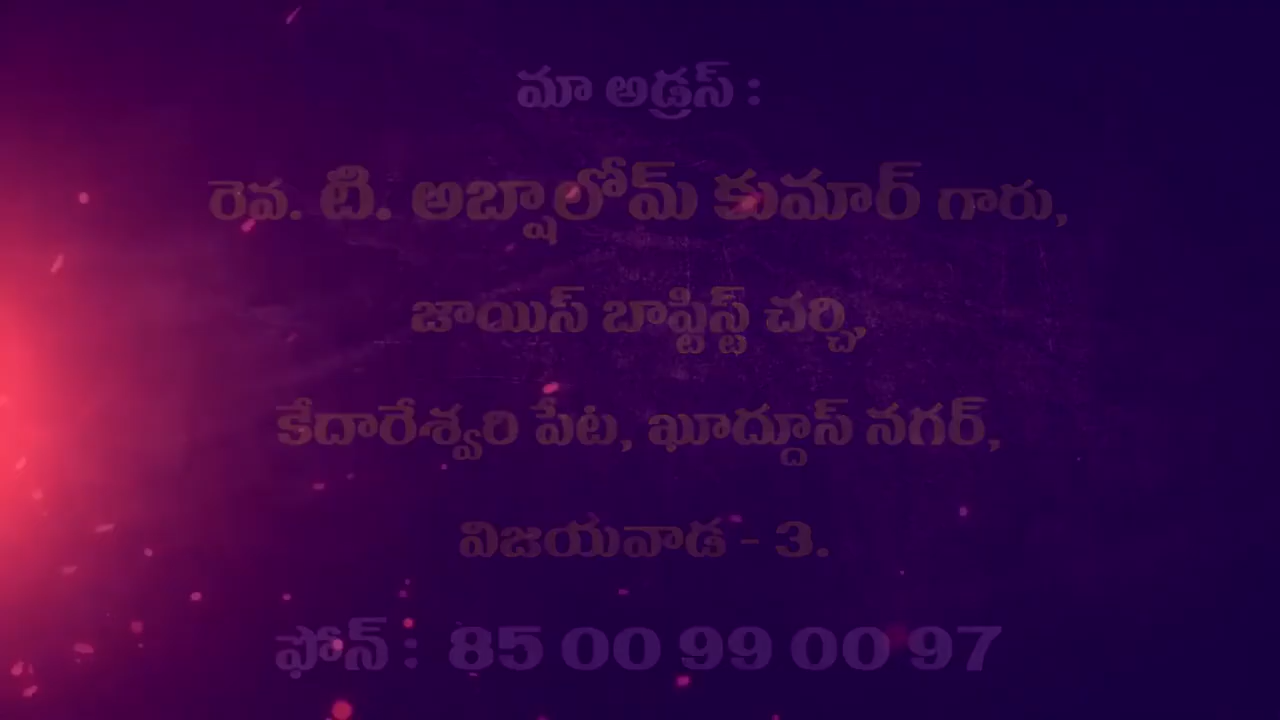 మా అడ్రస్ :
రెవ. టి. అబ్షాలోమ్ కుమార్ గారు,
జాయిస్ బాప్టిస్ట్ చర్చి,
కేదారేశ్వరి పేట, ఖూద్దూస్ నగర్,
విజయవాడ - 3.
ఫోన్ : 85 00 99 00 97